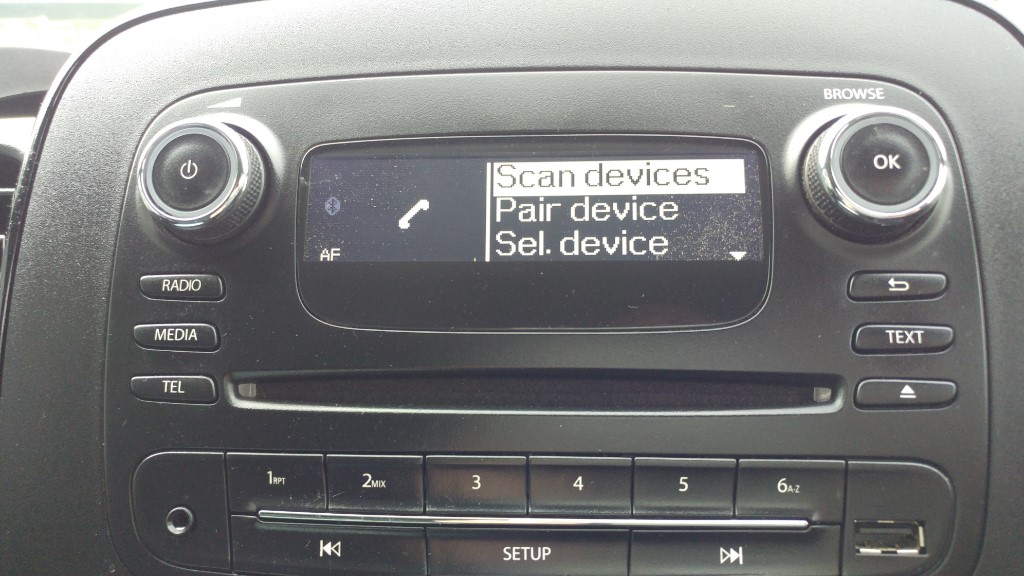 BROWSE
OK
Scan devices
Pair device
Sel. device
AF
RADIO
MEDIA
TEXT
TEL
1RPT
2MIX
3
4
5
6A-Z
SETUP